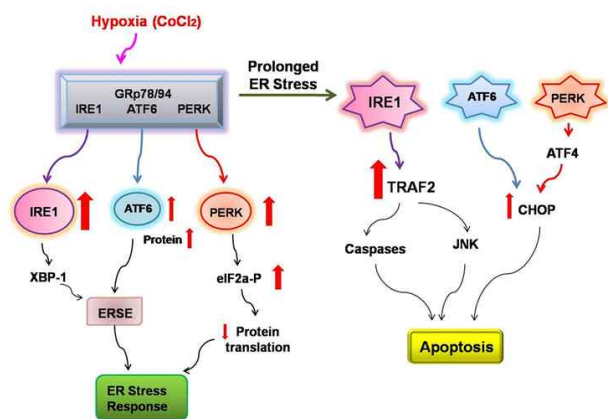 Hypoxia (CoCl₂)
GRp78/94
IRE1 ATF6 PERK
Prolonged
ER Stress
IRE1
ATF6
PERK
ATF4
TRAF2
CHOP
IRE1
ATF6
Protein
PERK
Caspases
JNK
XBP-1
eIF2a-P
ERSE
Protein
translation
Apoptosis
ER Stress
Response